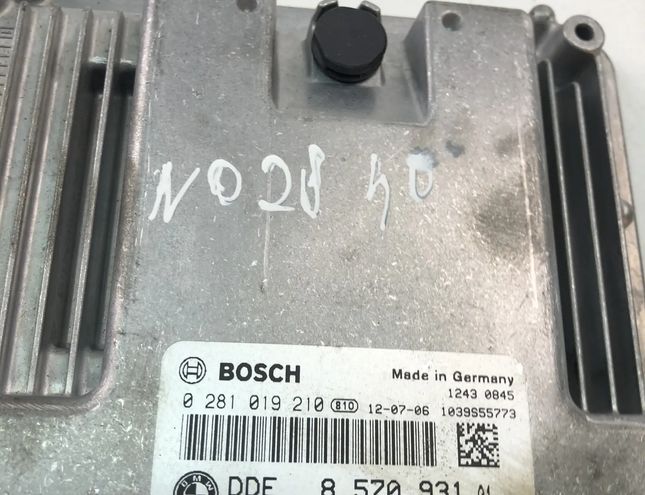 N028 40
BOSCH Made in Germany
1243 0845
0 281 019 210 810 12-07-06 1039S55773
BMW DDE 8 570 931